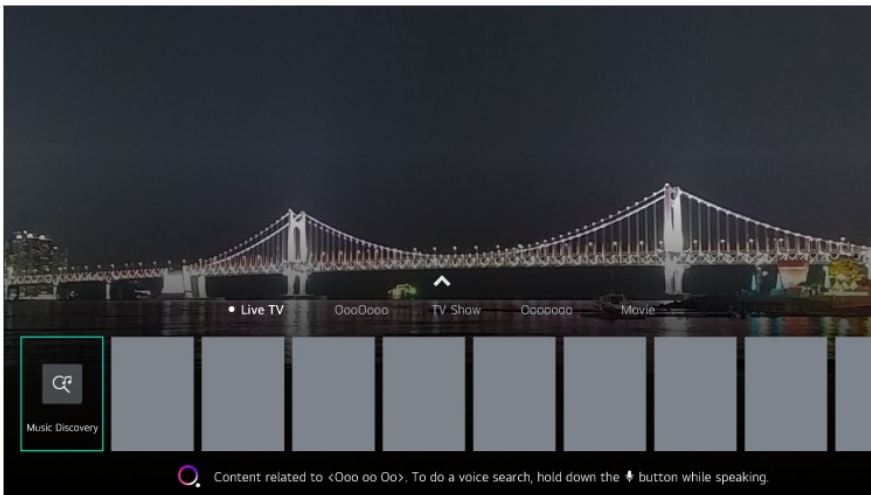 Live TV OooOooo TV Show Ooooooo Movie
Music Discovery
Content related to <Ooo oo Oo>. To do a voice search, hold down the button while speaking.